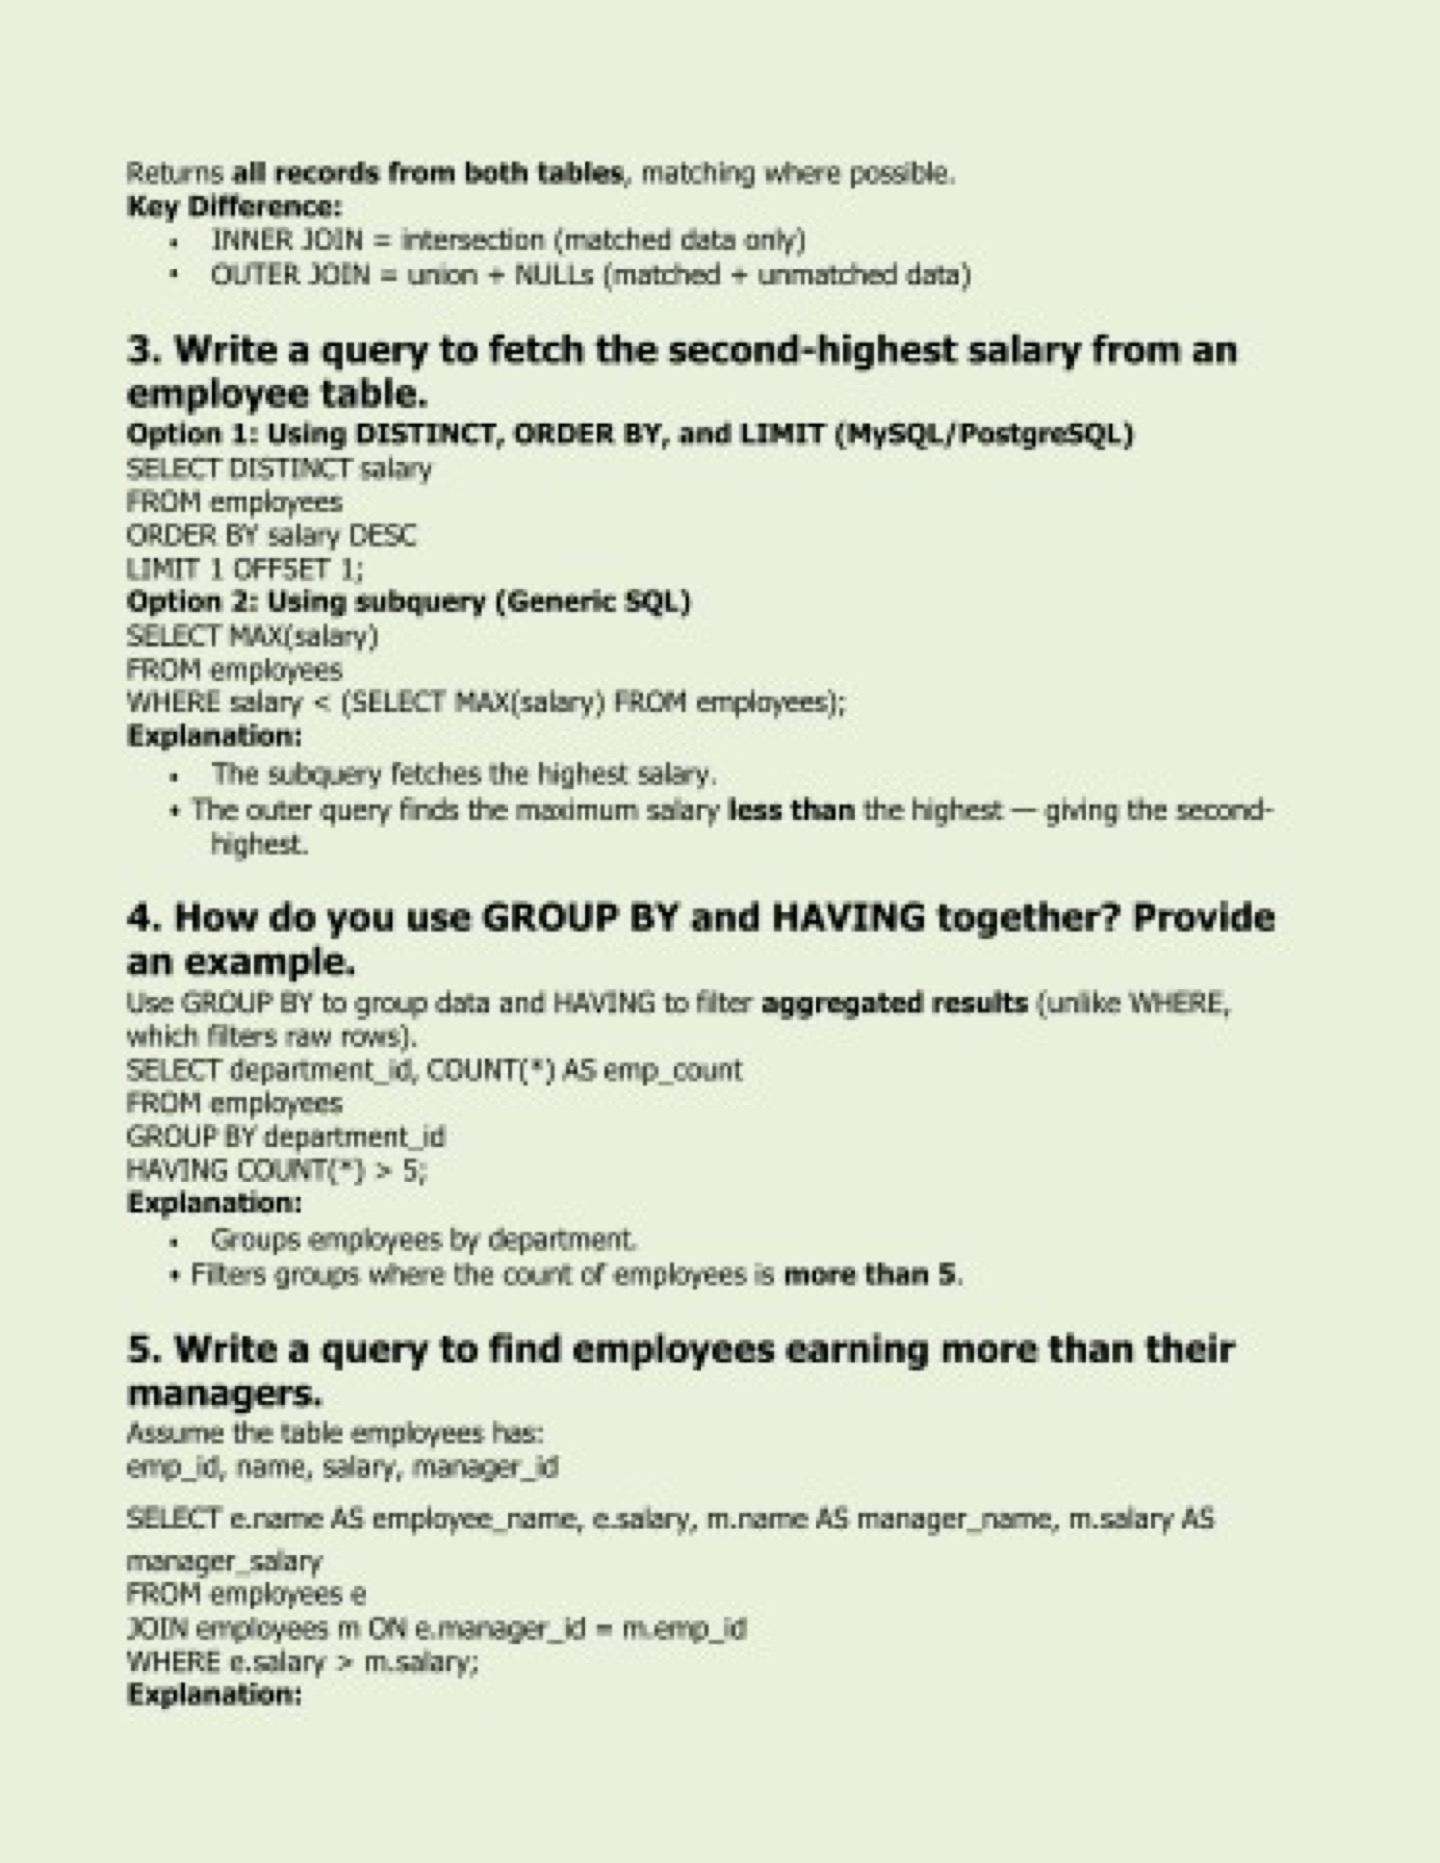 Returns all records from both tables, matching where possible.
Key Difference:
• INNER JOIN = intersection (matched data only)
• OUTER JOIN = union + NULLs (matched + unmatched data)
3. Write a query to fetch the second-highest salary from an
employee table.
Option 1: Using DISTINCT, ORDER BY, and LIMIT (MySQL/PostgreSQL)
SELECT DISTINCT salary
FROM employees
ORDER BY salary DESC
LIMIT 1 OFFSET 1;
Option 2: Using subquery (Generic SQL)
SELECT MAX(salary)
FROM employees
WHERE salary < (SELECT MAX(salary) FROM employees);
Explanation:
• The subquery fetches the highest salary.
• The outer query finds the maximum salary less than the highest — giving the second-
highest.
4. How do you use GROUP BY and HAVING together? Provide
an example.
Use GROUP BY to group data and HAVING to filter aggregated results (unlike WHERE,
which filters raw rows).
SELECT department_id, COUNT(*) AS emp_count
FROM employees
GROUP BY department_id
HAVING COUNT(*) > 5;
Explanation:
• Groups employees by department.
• Filters groups where the count of employees is more than 5.
5. Write a query to find employees earning more than their
managers.
Assume the table employees has:
emp_id, name, salary, manager_id
SELECT e.name AS employee_name, e.salary, m.name AS manager_name, m.salary AS
manager_salary
FROM employees e
JOIN employees m ON e.manager_id = m.emp_id
WHERE e.salary > m.salary;
Explanation: